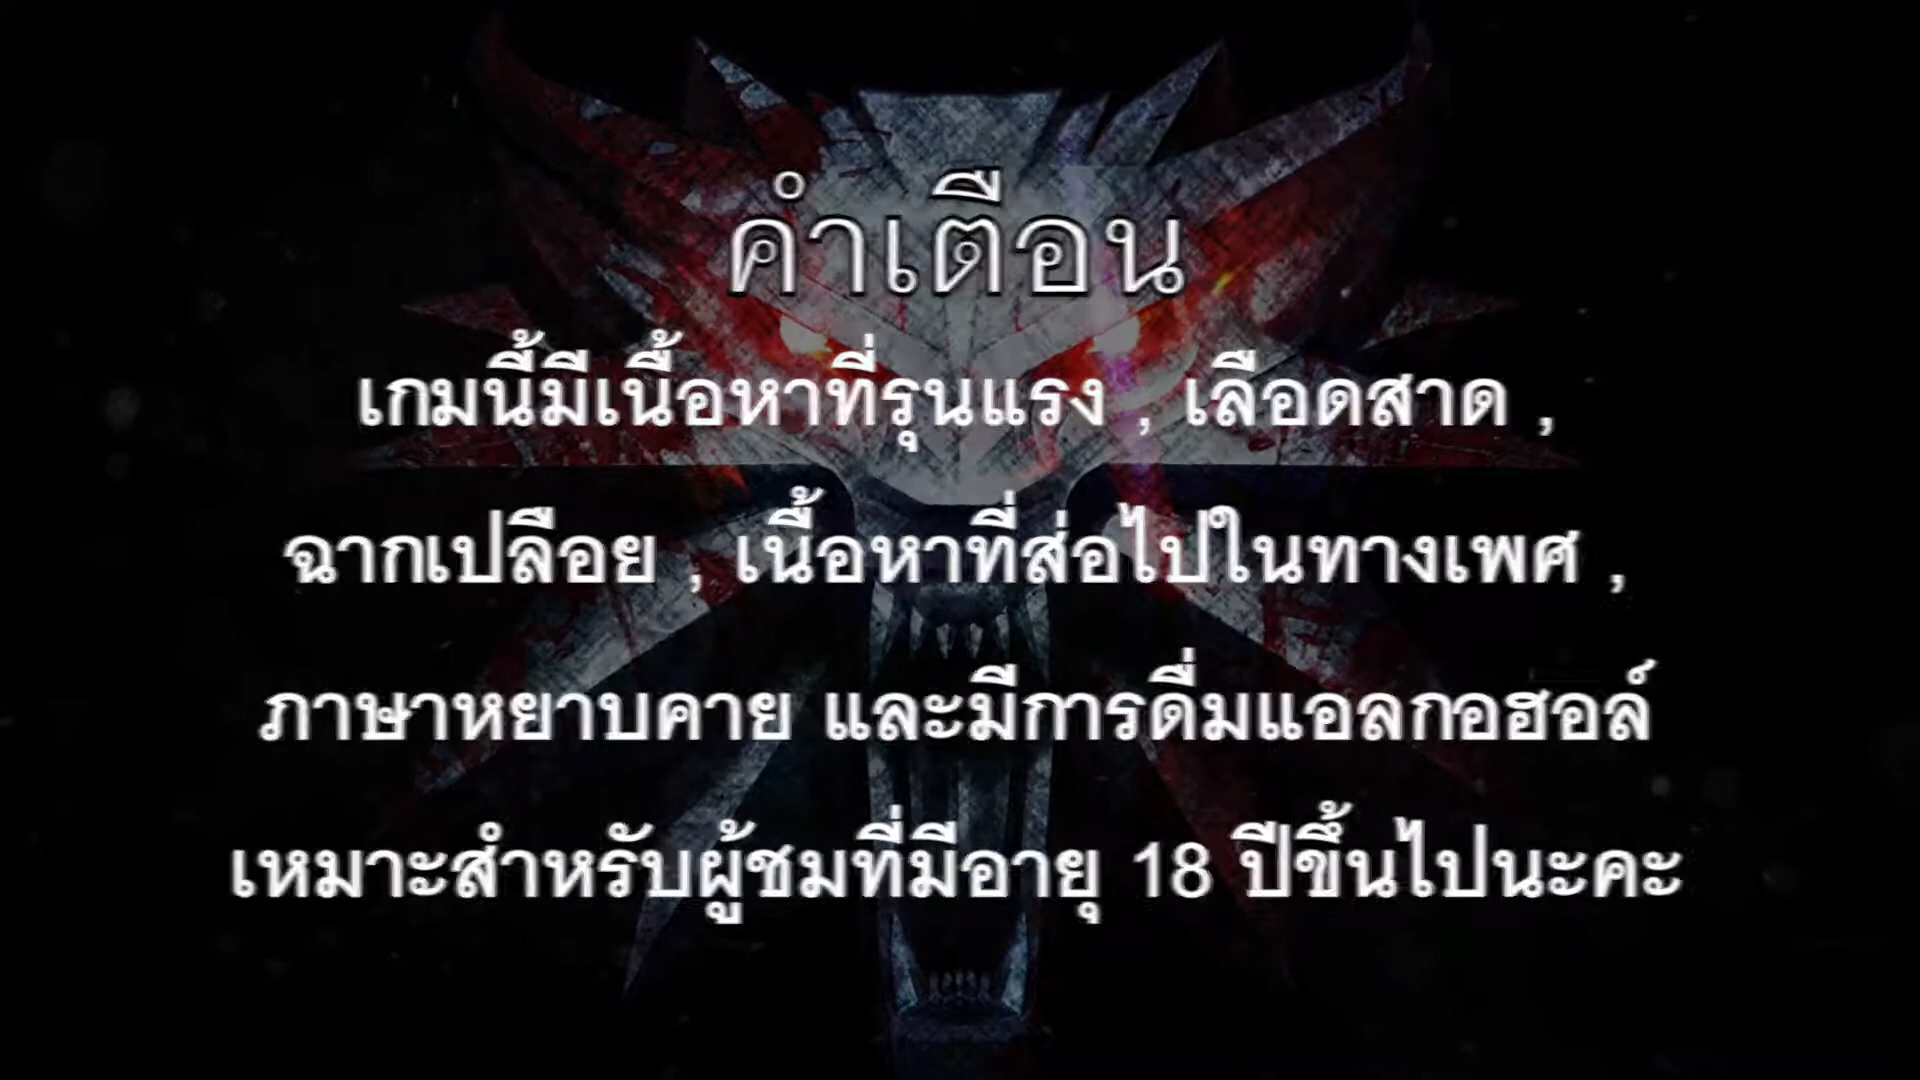 คำเตือน
เกมนี้มีเนื้อหาที่รุนแรง , เลือดสาด ,
ฉากเปลือย , เนื้อหาที่ส่อไปในทางเพศ ,
ภาษาหยาบคาย และมีการดื่มแอลกอฮอล์
เหมาะสำหรับผู้ชมที่มีอายุ 18 ปีขึ้นไปนะคะ